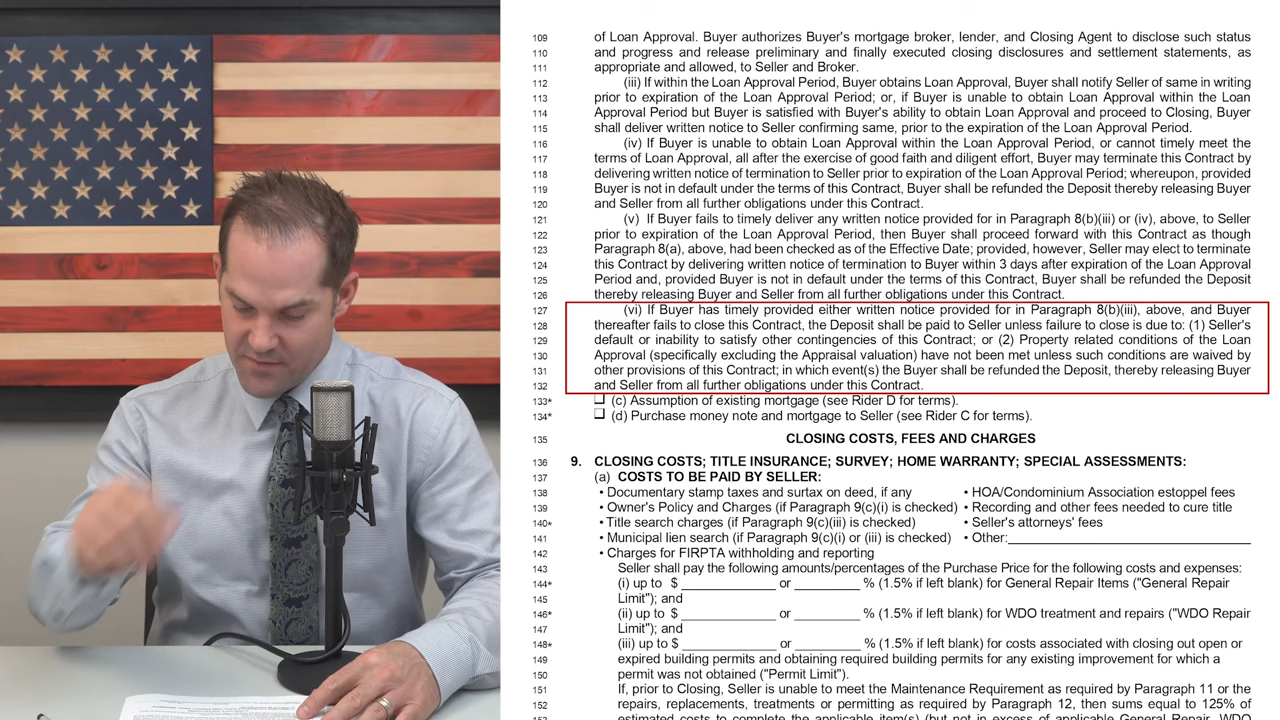 109 of Loan Approval. Buyer authorizes Buyer's mortgage broker, lender, and Closing Agent to disclose such status
110 and progress and release preliminary and finally executed closing disclosures and settlement statements, as
111 appropriate and allowed, to Seller and Broker.
112 (iii) If within the Loan Approval Period, Buyer obtains Loan Approval, Buyer shall notify Seller of same in writing
113 prior to expiration of the Loan Approval Period; or, if Buyer is unable to obtain Loan Approval within the Loan
114 Approval Period but Buyer is satisfied with Buyer's ability to obtain Loan Approval and proceed to Closing, Buyer
115 shall deliver written notice to Seller confirming same, prior to the expiration of the Loan Approval Period.
116 (iv) If Buyer is unable to obtain Loan Approval within the Loan Approval Period, or cannot timely meet the
117 terms of Loan Approval, all after the exercise of good faith and diligent effort, Buyer may terminate this Contract by
118 delivering written notice of termination to Seller prior to expiration of the Loan Approval Period; whereupon, provided
119 Buyer is not in default under the terms of this Contract, Buyer shall be refunded the Deposit thereby releasing Buyer
120 and Seller from all further obligations under this Contract.
121 (v) If Buyer fails to timely deliver any written notice provided for in Paragraph 8(b)(iii) or (iv), above, to Seller
122 prior to expiration of the Loan Approval Period, then Buyer shall proceed forward with this Contract as though
123 Paragraph 8(a), above, had been checked as of the Effective Date; provided, however, Seller may elect to terminate
124 this Contract by delivering written notice of termination to Buyer within 3 days after expiration of the Loan Approval
125 Period and, provided Buyer is not in default under the terms of this Contract, Buyer shall be refunded the Deposit
126 thereby releasing Buyer and Seller from all further obligations under this Contract.
127 (vi) If Buyer has timely provided either written notice provided for in Paragraph 8(b)(iii), above, and Buyer
128 thereafter fails to close this Contract, the Deposit shall be paid to Seller unless failure to close is due to: (1) Seller's
129 default or inability to satisfy other contingencies of this Contract; or (2) Property related conditions of the Loan
130 Approval (specifically excluding the Appraisal valuation) have not been met unless such conditions are waived by
131 other provisions of this Contract; in which event(s) the Buyer shall be refunded the Deposit, thereby releasing Buyer
132 and Seller from all further obligations under this Contract.
133* ☐ (c) Assumption of existing mortgage (see Rider D for terms).
134* ☐ (d) Purchase money note and mortgage to Seller (see Rider C for terms).
135 CLOSING COSTS, FEES AND CHARGES
136 9. CLOSING COSTS; TITLE INSURANCE; SURVEY; HOME WARRANTY; SPECIAL ASSESSMENTS:
137 (a) COSTS TO BE PAID BY SELLER:
138 • Documentary stamp taxes and surtax on deed, if any • HOA/Condominium Association estoppel fees
139 • Owner's Policy and Charges (if Paragraph 9(c)(i) is checked) • Recording and other fees needed to cure title
140* • Title search charges (if Paragraph 9(c)(iii) is checked) • Seller's attorneys' fees
141 • Municipal lien search (if Paragraph 9(c)(i) or (iii) is checked) • Other:
142 • Charges for FIRPTA withholding and reporting
143 Seller shall pay the following amounts/percentages of the Purchase Price for the following costs and expenses:
144* (i) up to $ ______ or ______ % (1.5% if left blank) for General Repair Items ("General Repair
145 Limit"); and
146* (ii) up to $ ______ or ______ % (1.5% if left blank) for WDO treatment and repairs ("WDO Repair
147 Limit"); and
148* (iii) up to $ ______ or ______ % (1.5% if left blank) for costs associated with closing out open or
149 expired building permits and obtaining required building permits for any existing improvement for which a
150 permit was not obtained ("Permit Limit").
151 If, prior to Closing, Seller is unable to meet the Maintenance Requirement as required by Paragraph 11 or the
152 repairs, replacements, treatments or permitting as required by Paragraph 12, then, sums equal to 125%
of estimated costs to complete the applicable item(s) (but not in excess of applicable General Repair, WDO